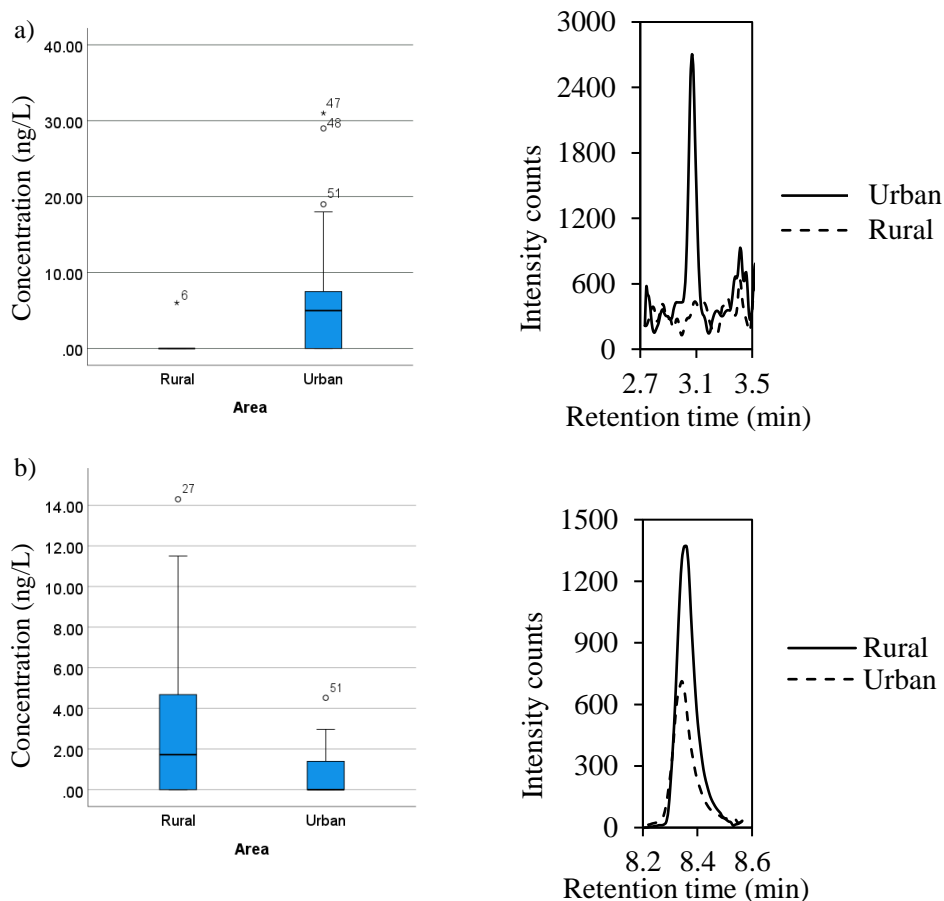 a)
Concentration (ng/L)
40.00
30.00
20.00
10.00
.00
*47
48
51
*6
Rural
Urban
Area
Intensity counts
3000
2400
1800
1200
600
0
2.7 3.1 3.5
Retention time (min)
Urban
Rural
b)
Concentration (ng/L)
14.00
12.00
10.00
8.00
6.00
4.00
2.00
.00
27
51
Rural
Urban
Area
Intensity counts
1500
1200
900
600
300
0
8.2 8.4 8.6
Retention time (min)
Rural
Urban